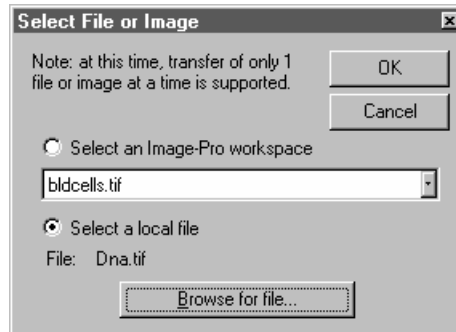 Select File or Image
Note: at this time, transfer of only 1
file or image at a time is supported.
OK
Cancel
Select an Image-Pro workspace
bldcells.tif
Select a local file
File: Dna.tif
Browse for file...